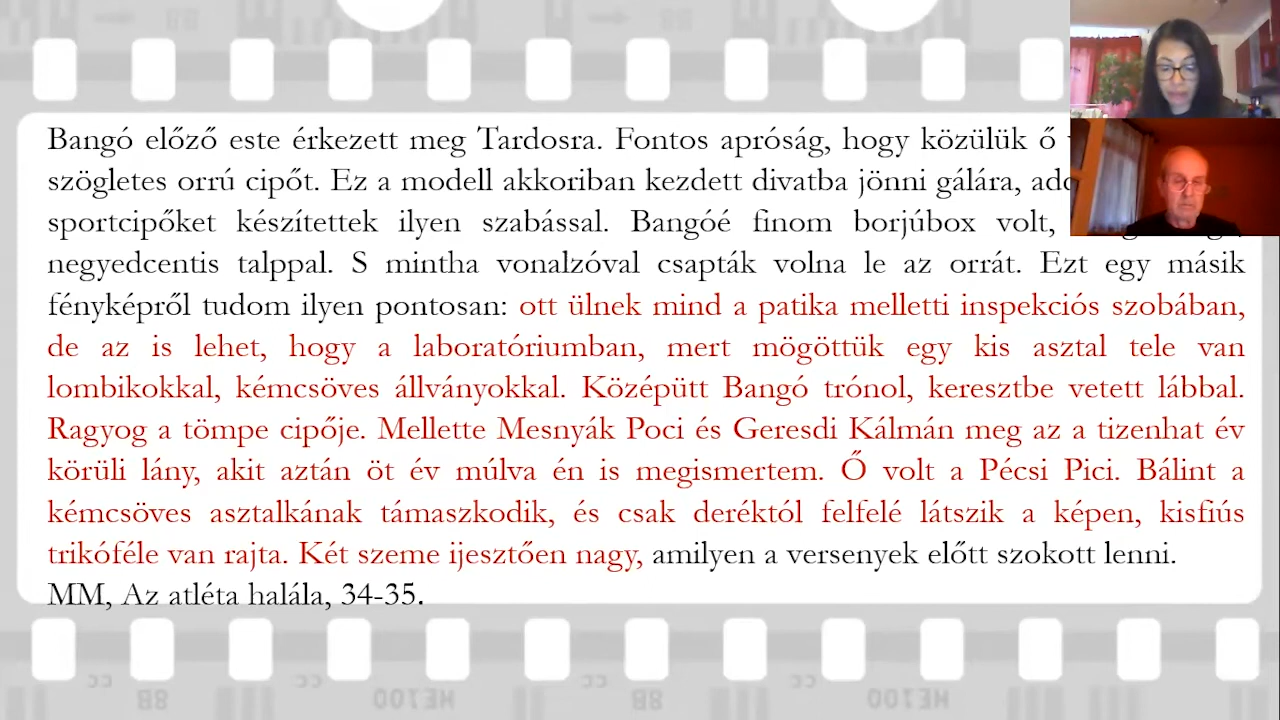 Bangó előző este érkezett meg Tardosra. Fontos apróság, hogy közülük ő
szögletes orrú cipőt. Ez a modell akkoriban kezdett divatba jönni gálára,
sportcipőket készítettek ilyen szabással. Bangóé finom borjúbox volt,
negyedcentis talppal. S mintha vonalzóval csapták volna le az orrát. Ezt egy másik
fényképről tudom ilyen pontosan: ott ülnek mind a patika melletti inspekciós szobában,
de az is lehet, hogy a laboratóriumban, mert mögöttük egy kis asztal tele van
lombikokkal, kémcsöves állványokkal. Középütt Bangó trónol, keresztbe vetett lábbal.
Ragyog a tömpe cipője. Mellette Mesnyák Poci és Geresdi Kálmán meg az a tizenhat év
körüli lány, akit aztán öt év múlva én is megismertem. Ő volt a Pécsi Pici. Bálint a
kémcsöves asztalkának támaszkodik, és csak deréktól felfelé látszik a képen, kisfiús
trikóféle van rajta. Két szeme ijesztően nagy, amilyen a versenyek előtt szokott lenni.
MM, Az atléta halála, 34-35.